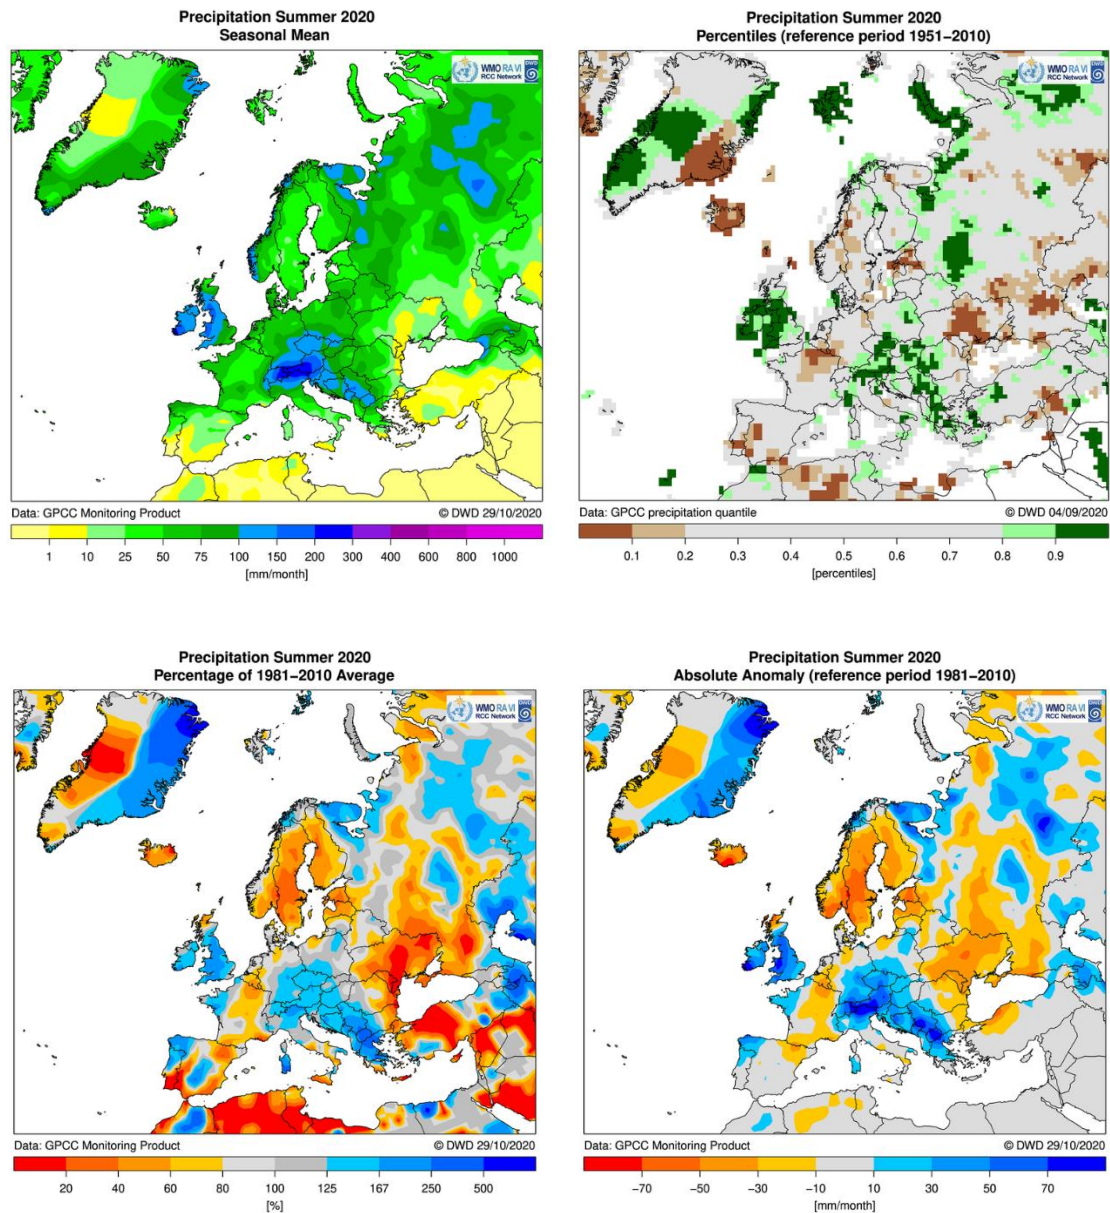 Precipitation Summer 2020
Seasonal Mean
WMO RA VI
RCC Network
DWD
Data: GPCC Monitoring Product © DWD 29/10/2020
1 10 25 50 75 100 150 200 300 400 600 800 1000
[mm/month]
Precipitation Summer 2020
Percentiles (reference period 1951−2010)
WMO RA VI
RCC Network
DWD
Data: GPCC precipitation quantile © DWD 04/09/2020
0.1 0.2 0.3 0.4 0.5 0.6 0.7 0.8 0.9
[percentiles]
Precipitation Summer 2020
Percentage of 1981−2010 Average
WMO RA VI
RCC Network
DWD
Data: GPCC Monitoring Product © DWD 29/10/2020
20 40 60 80 100 125 167 250 500
[%]
Precipitation Summer 2020
Absolute Anomaly (reference period 1981−2010)
WMO RA VI
RCC Network
DWD
Data: GPCC Monitoring Product © DWD 29/10/2020
−70 −50 −30 −10 10 30 50 70
[mm/month]